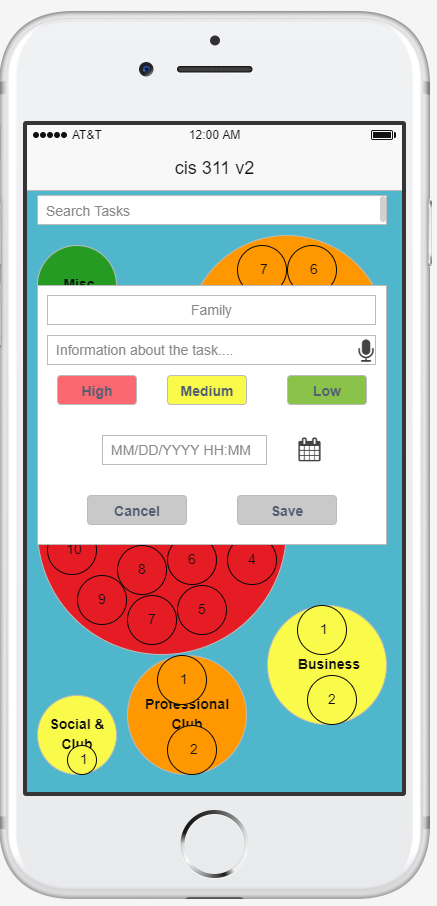 AT&T 12:00 AM
cis 311 v2
Search Tasks
7 6
Misc
Family
Information about the task....
High Medium Low
MM/DD/YYYY HH:MM
Cancel Save
10 8 6 4
9 7 5
1
Business
2
1
Professional
Club
2
Social &
Club
1